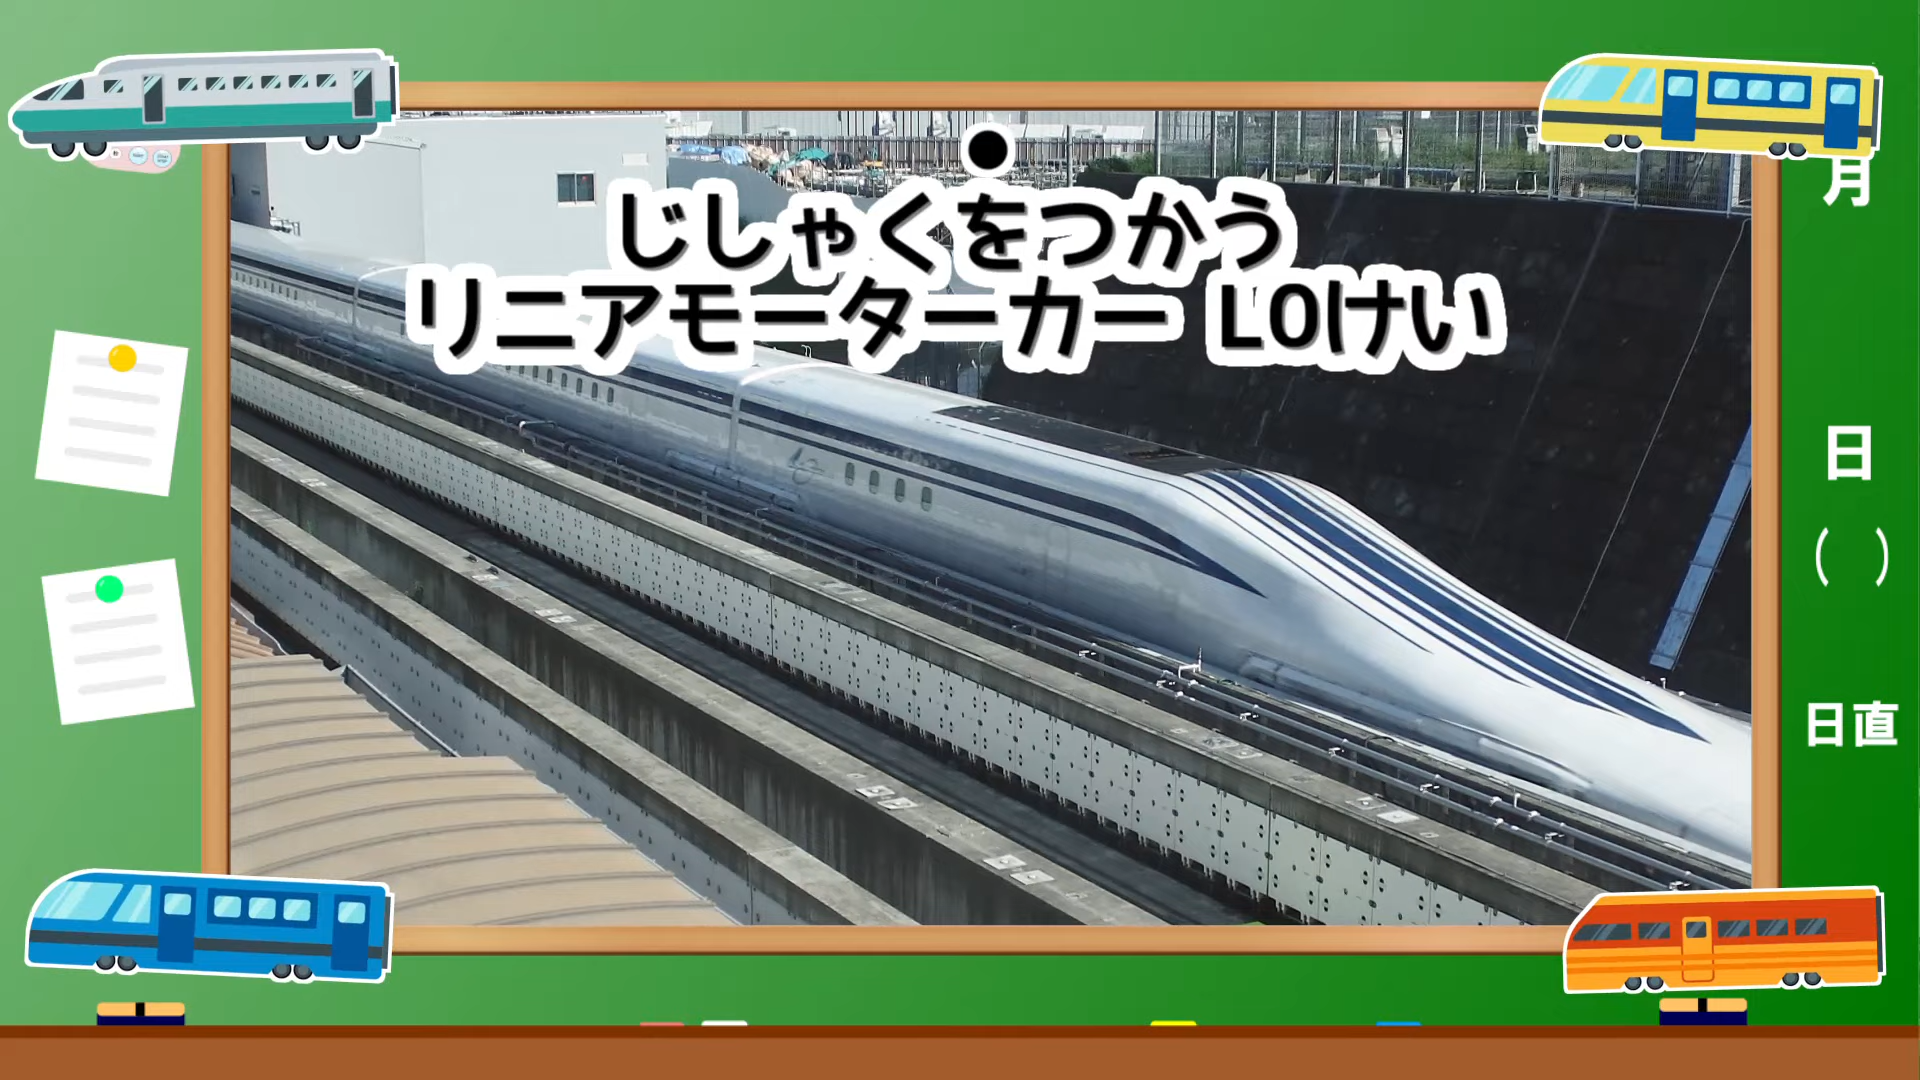 ●
じしゃくをつかう
リニアモーターカー L0けい
月
日
（　）
日直